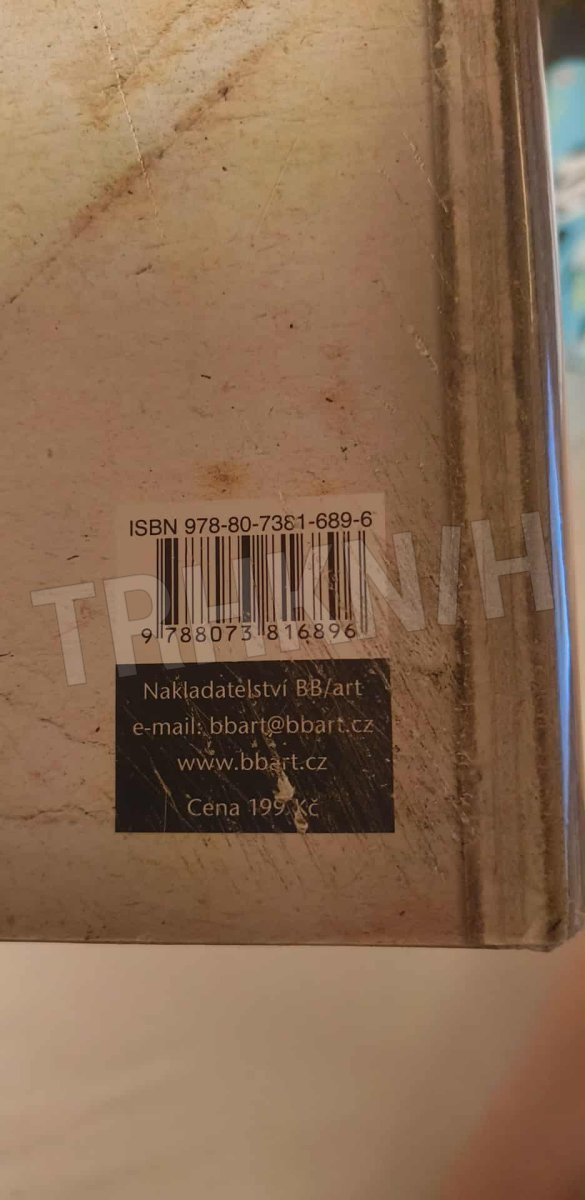 ISBN 978-80-7381-689-6
9 788073 816896
TRHKNIH
Nakladatelství BB/art
e-mail: bbart@bbart.cz
www.bbart.cz
Cena 199 Kč